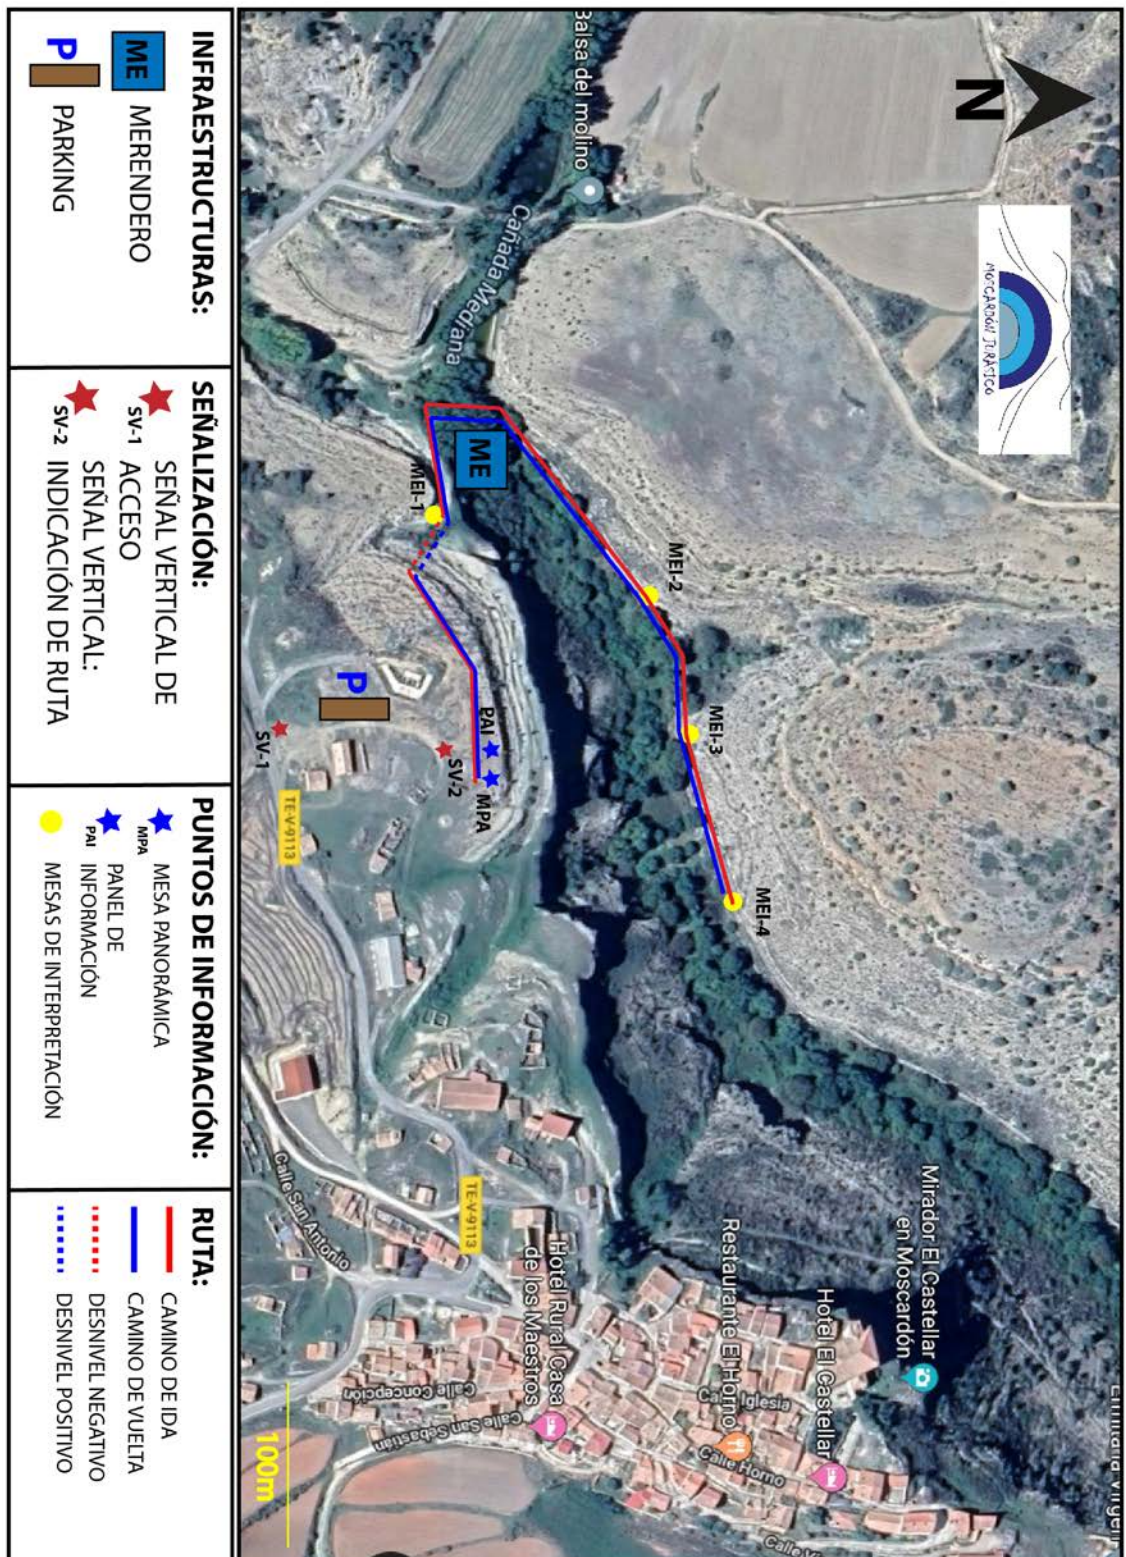 N
MOSCARDÓN JURÁSICO
Balsa del molino
Cañada Medrana
ME
MEI-1
MEI-2
MEI-3
MEI-4
P
PAI
MPA
SV-1
SV-2
TE-V-9113
TE-V-9113
Calle San Antonio
Mirador El Castellar
en Moscardón
Hotel El Castellar
Restaurante El Horno
Hotel Rural Casa
de los Maestros
Iglesia
Calle Horno
Calle San Sebastián
Calle Concepción
100m
INFRAESTRUCTURAS:
ME MERENDERO
P PARKING
SEÑALIZACIÓN:
SV-1 SEÑAL VERTICAL DE
ACCESO
SV-2 SEÑAL VERTICAL:
INDICACIÓN DE RUTA
PUNTOS DE INFORMACIÓN:
MPA MESA PANORÁMICA
PAI PANEL DE
INFORMACIÓN
MESAS DE INTERPRETACIÓN
RUTA:
CAMINO DE IDA
CAMINO DE VUELTA
DESNIVEL NEGATIVO
DESNIVEL POSITIVO